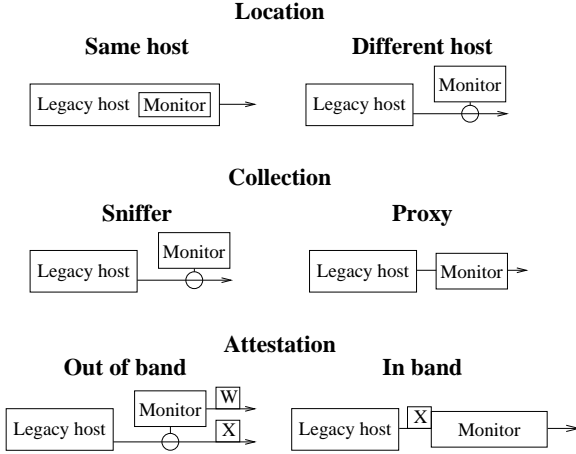 Location
Same host
Different host
Legacy host
Monitor
Legacy host
Monitor
Collection
Sniffer
Proxy
Legacy host
Monitor
Legacy host
Monitor
Attestation
Out of band
In band
Legacy host
Monitor
W
X
Legacy host
X
Monitor